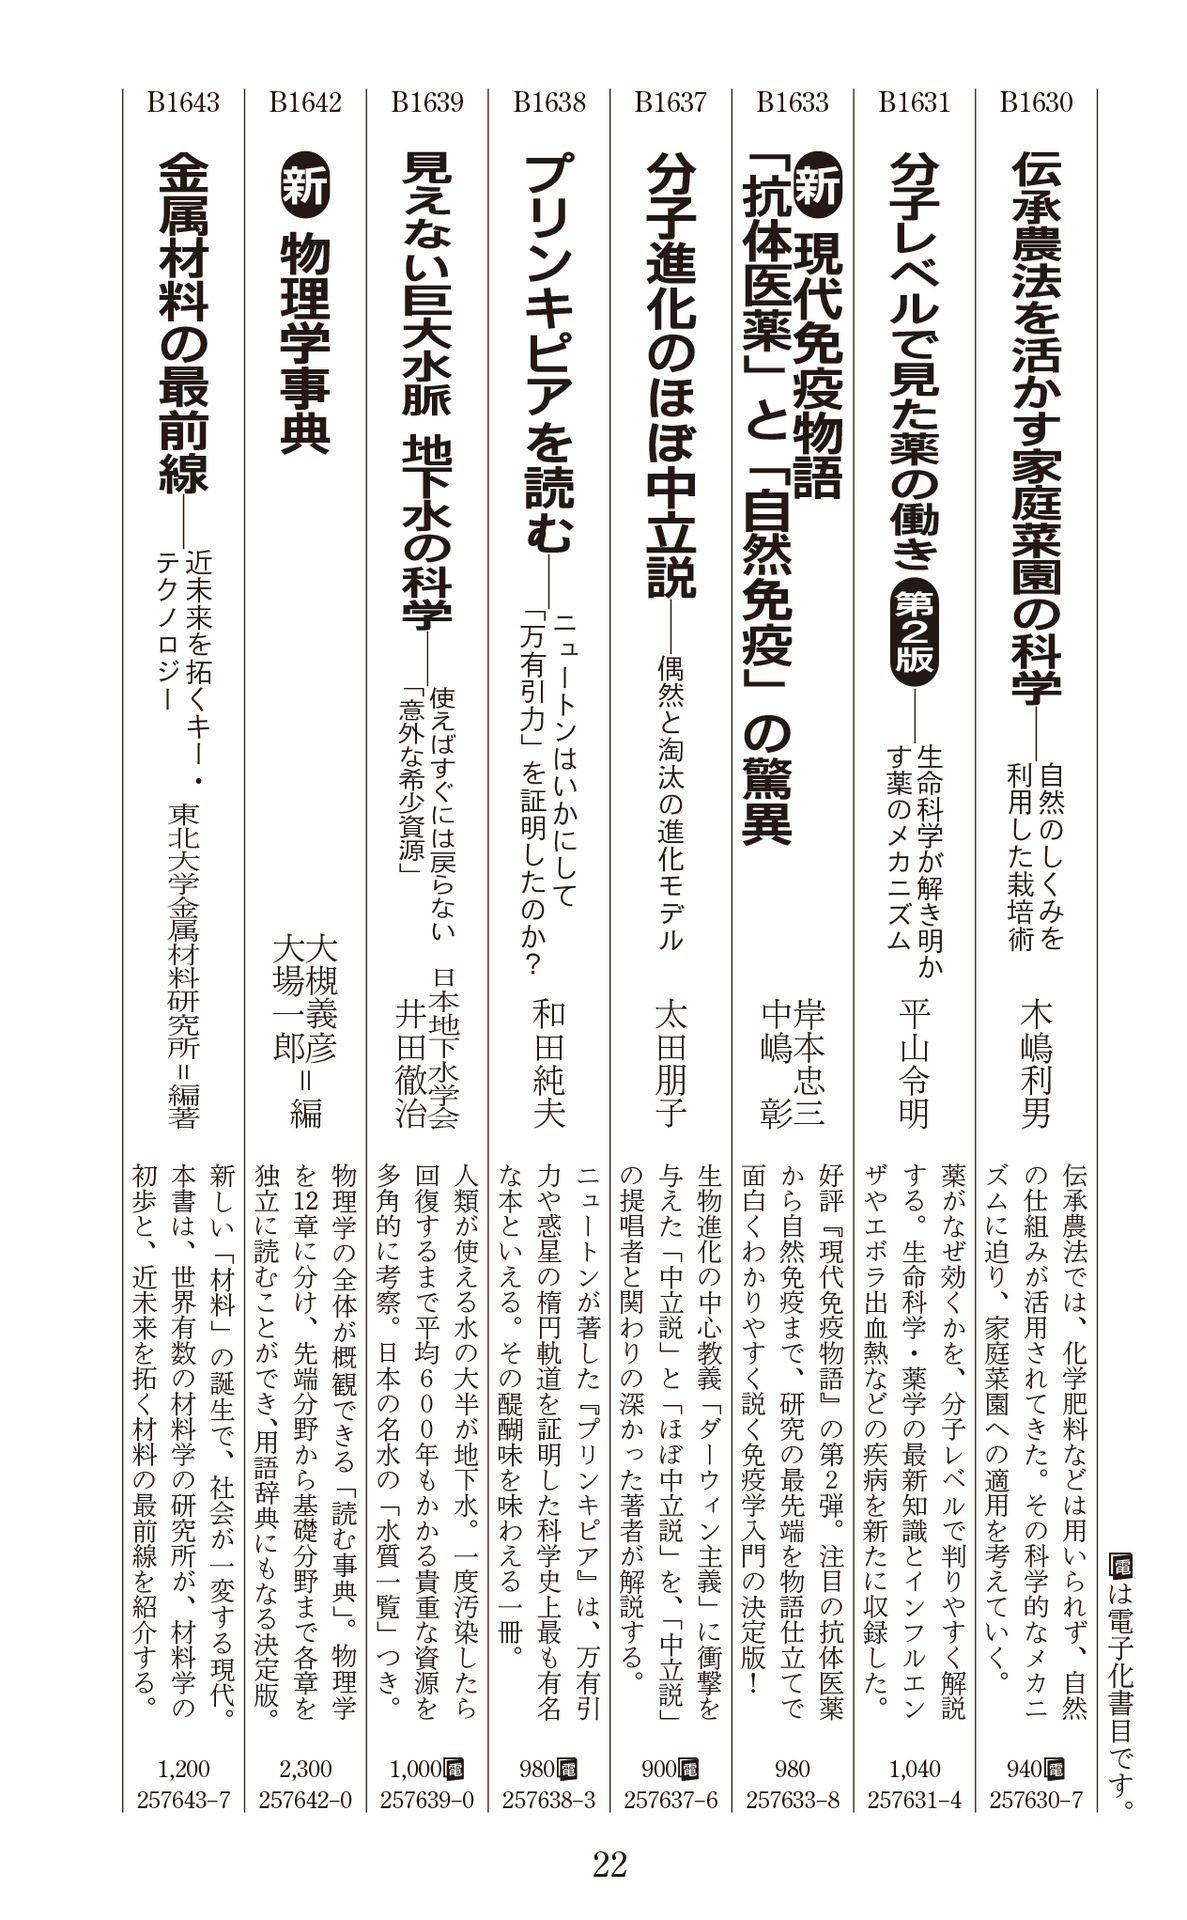 電は電子化書目です。
B1630
伝承農法を活かす家庭菜園の科学
――自然のしくみを
利用した栽培術
木嶋利男
伝承農法では、化学肥料などは用いられず、自然
の仕組みが活用されてきた。その科学的なメカニ
ズムに迫り、家庭菜園への適用を考えていく。
940電
257630-7
B1631
分子レベルで見た薬の働き 第2版
――生命科学が解き明か
す薬のメカニズム
平山令明
薬がなぜ効くかを、分子レベルで判りやすく解説
する。生命科学・薬学の最新知識とインフルエン
ザやエボラ出血熱などの疾病を新たに収録した。
1,040
257631-4
B1633
新 現代免疫物語
「抗体医薬」と「自然免疫」の驚異
岸本忠三
中嶋 彰
好評『現代免疫物語』の第2弾。注目の抗体医薬
から自然免疫まで、研究の最先端を物語仕立てで
面白くわかりやすく説く免疫学入門の決定版！
980
257633-8
B1637
分子進化のほぼ中立説
――偶然と淘汰の進化モデル
太田朋子
生物進化の中心教義「ダーウィン主義」に衝撃を
与えた「中立説」と「ほぼ中立説」を、「中立説」
の提唱者と関わりの深かった著者が解説する。
900電
257637-6
B1638
プリンキピアを読む
――ニュートンはいかにして
「万有引力」を証明したのか？
和田純夫
ニュートンが著した『プリンキピア』は、万有引
力や惑星の楕円軌道を証明した科学史上最も有名
な本といえる。その醍醐味を味わえる一冊。
980電
257638-3
B1639
見えない巨大水脈 地下水の科学
――使えばすぐには戻らない
「意外な希少資源」
日本地下水学会
井田徹治
人類が使える水の大半が地下水。一度汚染したら
回復するまで平均600年もかかる貴重な資源を
多角的に考察。日本の名水の「水質一覧」つき。
1,000電
257639-0
B1642
新 物理学事典
大槻義彦
大場一郎
＝編
物理学の全体が概観できる「読む事典」。物理学
を12章に分け、先端分野から基礎分野まで各章を
独立に読むことができ、用語辞典にもなる決定版。
2,300
257642-0
B1643
金属材料の最前線
――近未来を拓くキー・
テクノロジー
東北大学金属材料研究所＝編著
新しい「材料」の誕生で、社会が一変する現代。
本書は、世界有数の材料学の研究所が、材料学の
初歩と、近未来を拓く材料の最前線を紹介する。
1,200
257643-7
22